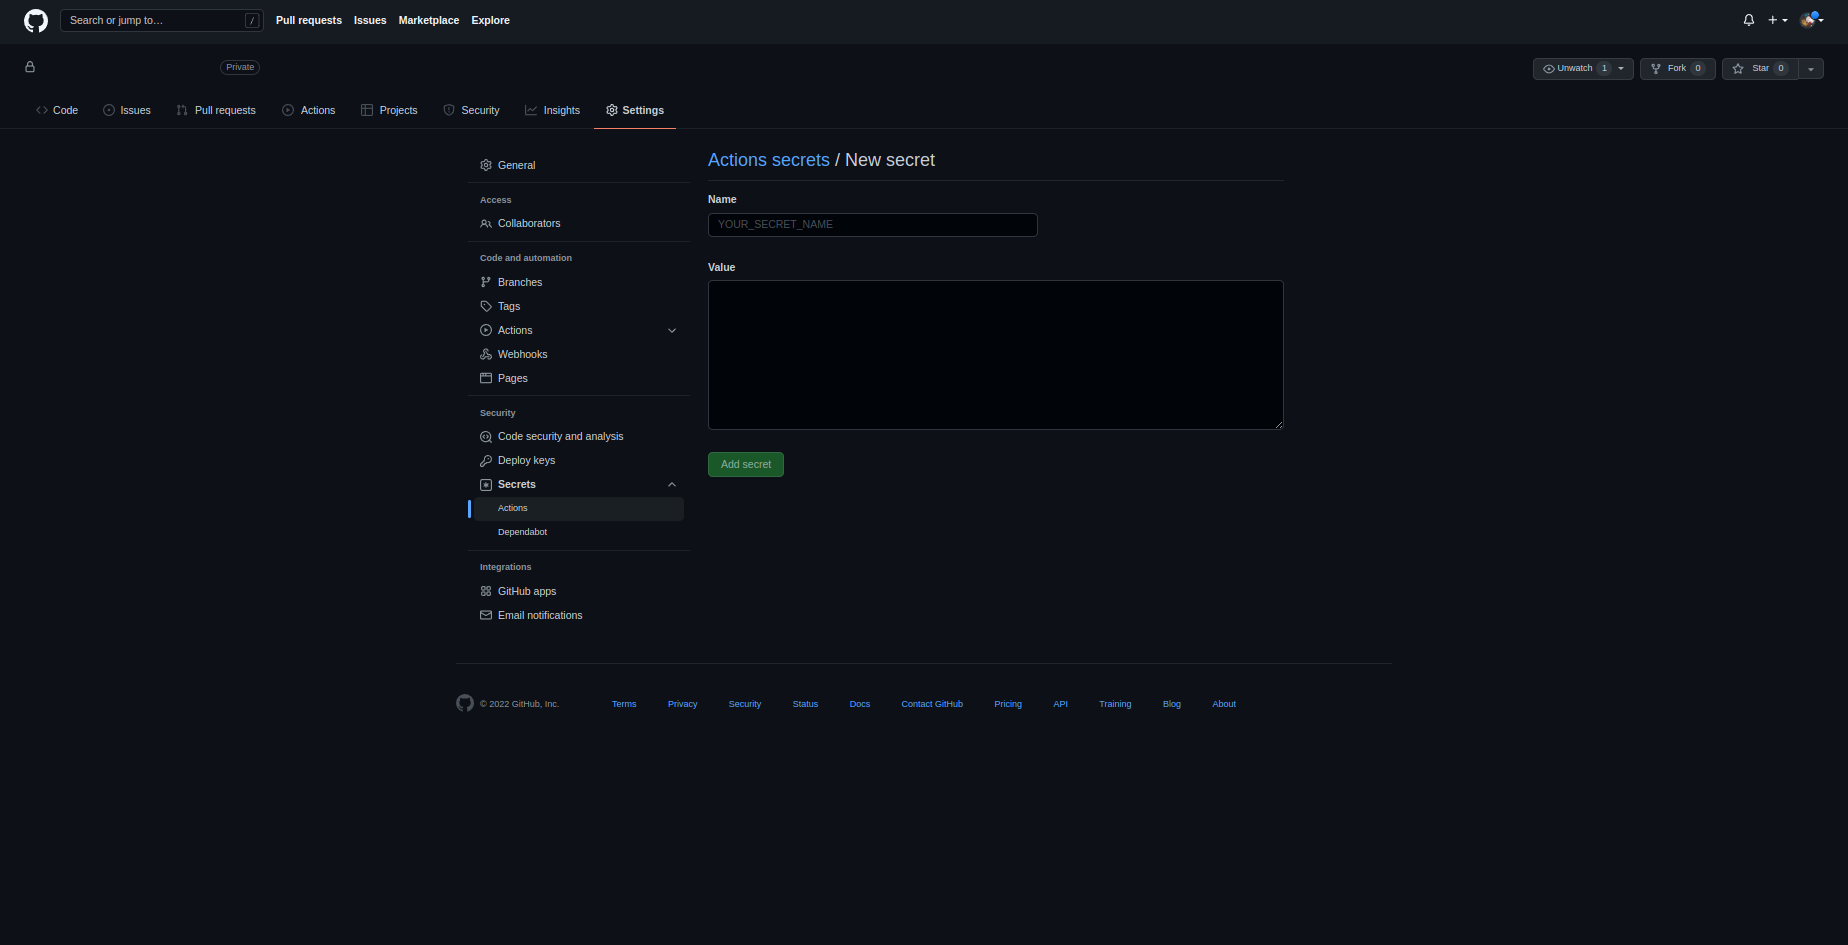 Search or jump to… /
Pull requests Issues Marketplace Explore
Private
Unwatch 1 Fork 0 Star 0
Code Issues Pull requests Actions Projects Security Insights Settings
General
Access
Collaborators
Code and automation
Branches
Tags
Actions
Webhooks
Pages
Security
Code security and analysis
Deploy keys
Secrets
Actions
Dependabot
Integrations
GitHub apps
Email notifications
Actions secrets / New secret
Name
YOUR_SECRET_NAME
Value
Add secret
© 2022 GitHub, Inc. Terms Privacy Security Status Docs Contact GitHub Pricing API Training Blog About